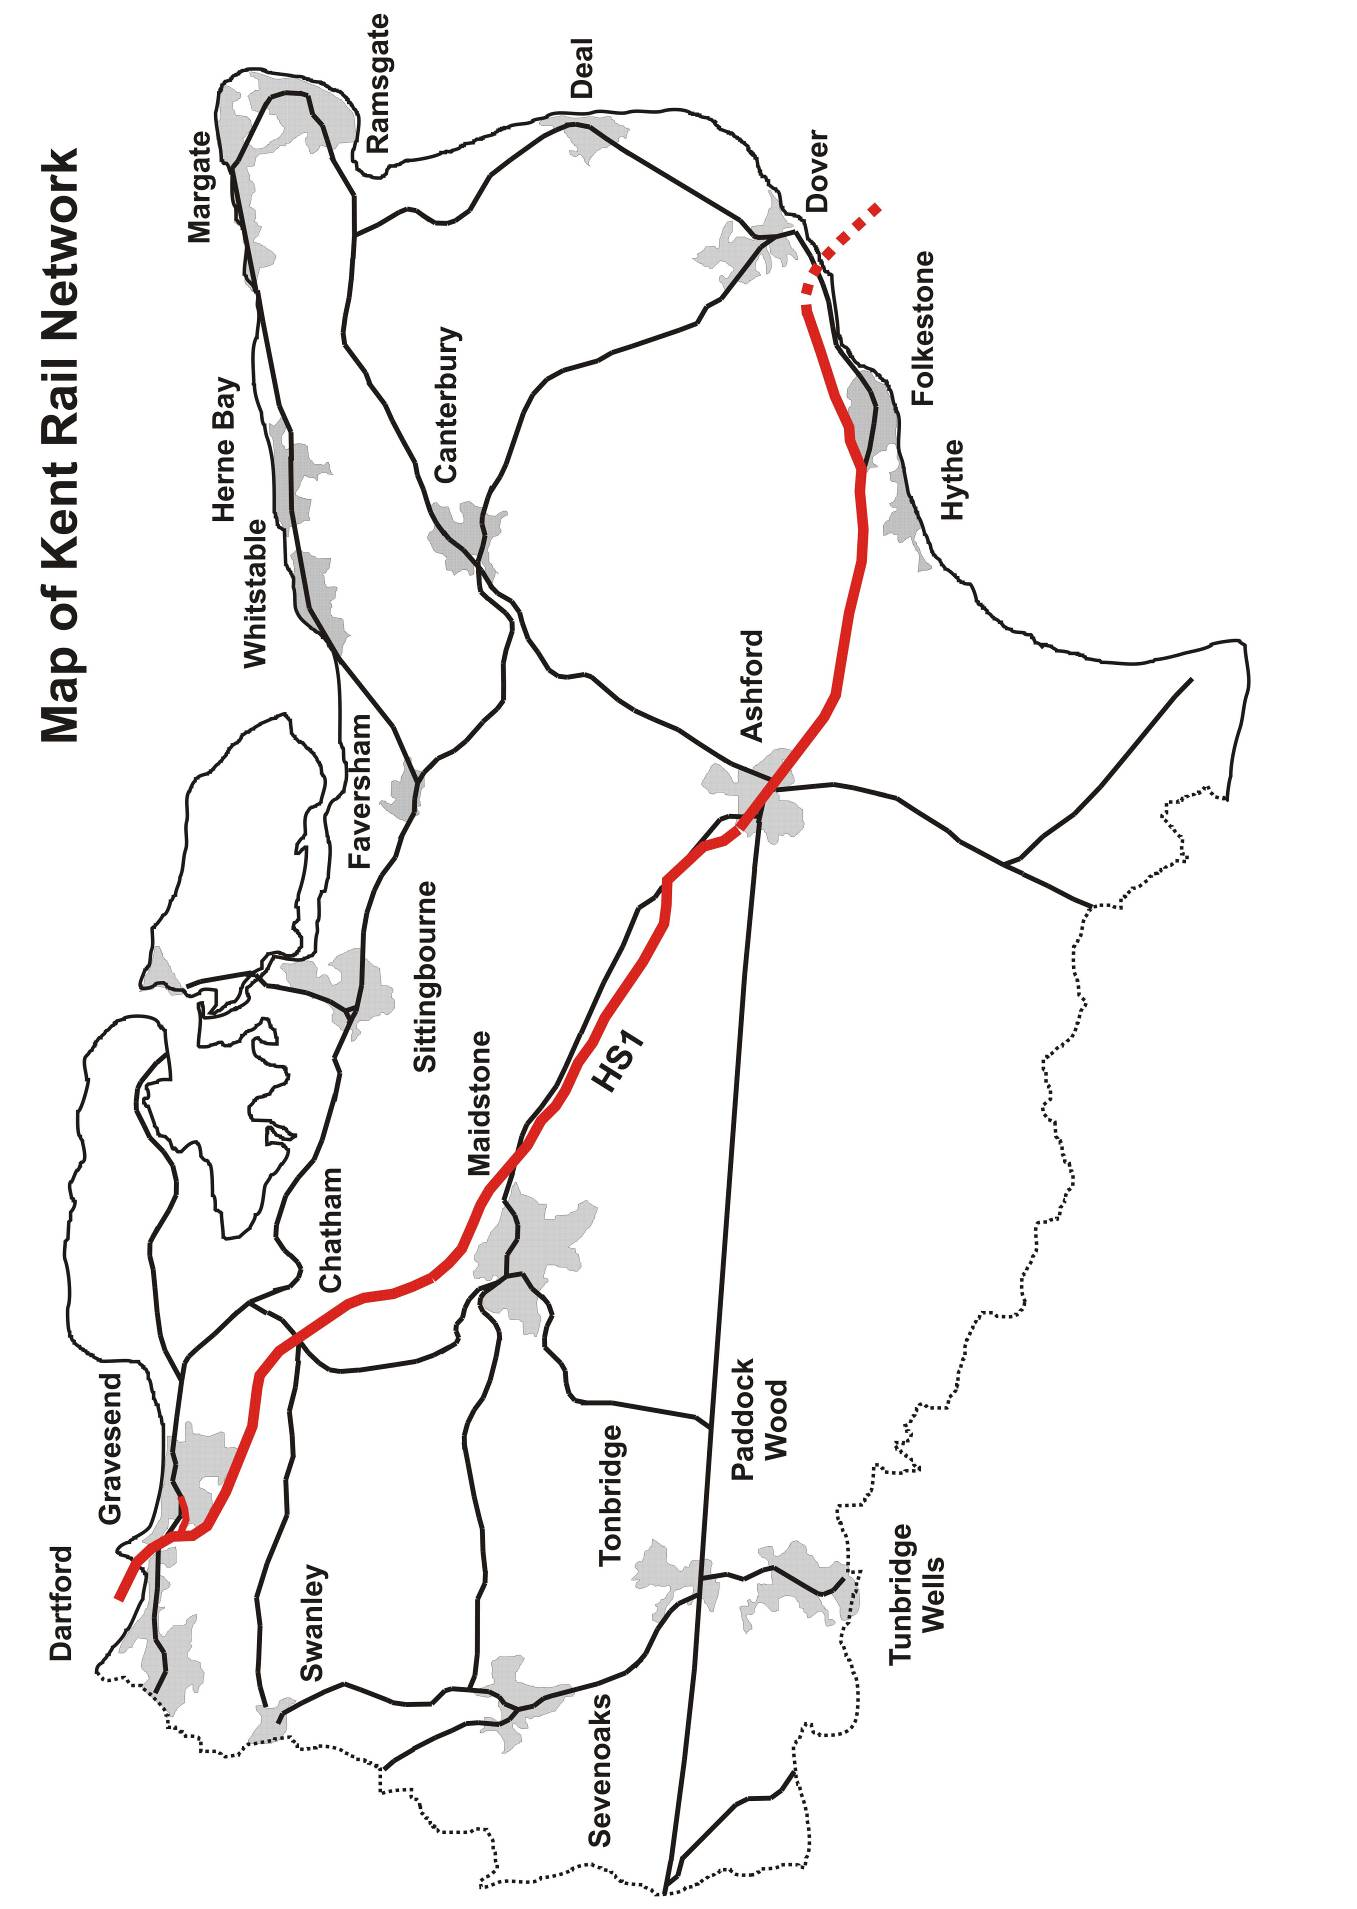 Map of Kent Rail Network
Dartford
Gravesend
Margate
Herne Bay
Whitstable
Swanley
Chatham
Faversham
Ramsgate
Sittingbourne
Canterbury
Maidstone
Deal
Sevenoaks
Tonbridge
HS1
Paddock
Wood
Ashford
Dover
Tunbridge
Wells
Folkestone
Hythe